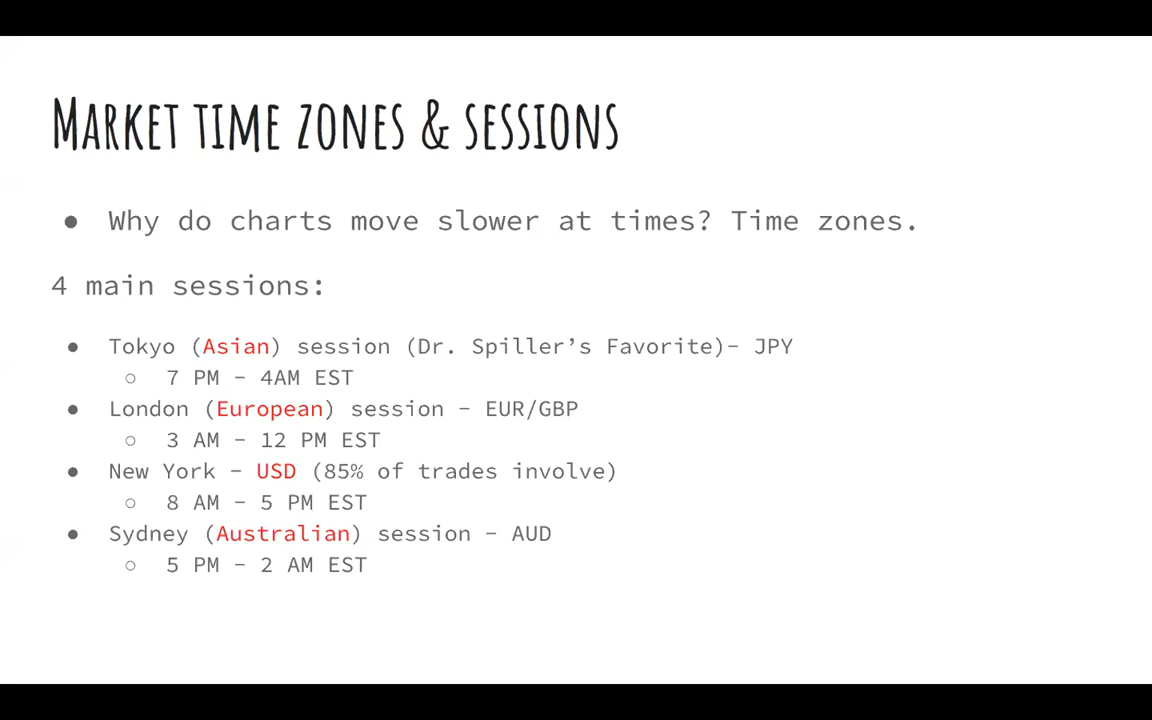 Market time zones & sessions
● Why do charts move slower at times? Time zones.
4 main sessions:
● Tokyo (Asian) session (Dr. Spiller’s Favorite)- JPY
○ 7 PM - 4AM EST
● London (European) session - EUR/GBP
○ 3 AM - 12 PM EST
● New York - USD (85% of trades involve)
○ 8 AM - 5 PM EST
● Sydney (Australian) session - AUD
○ 5 PM - 2 AM EST